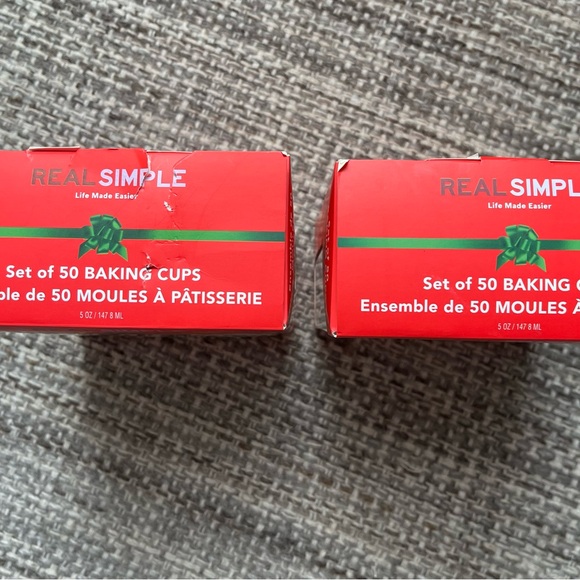 REAL SIMPLE
Life Made Easier
Set of 50 BAKING CUPS
ble de 50 MOULES À PÂTISSERIE
5 OZ / 147 8 ML
REAL SIMPLE
Life Made Easier
Set of 50 BAKING
Ensemble de 50 MOULES À
5 OZ / 147 8 ML